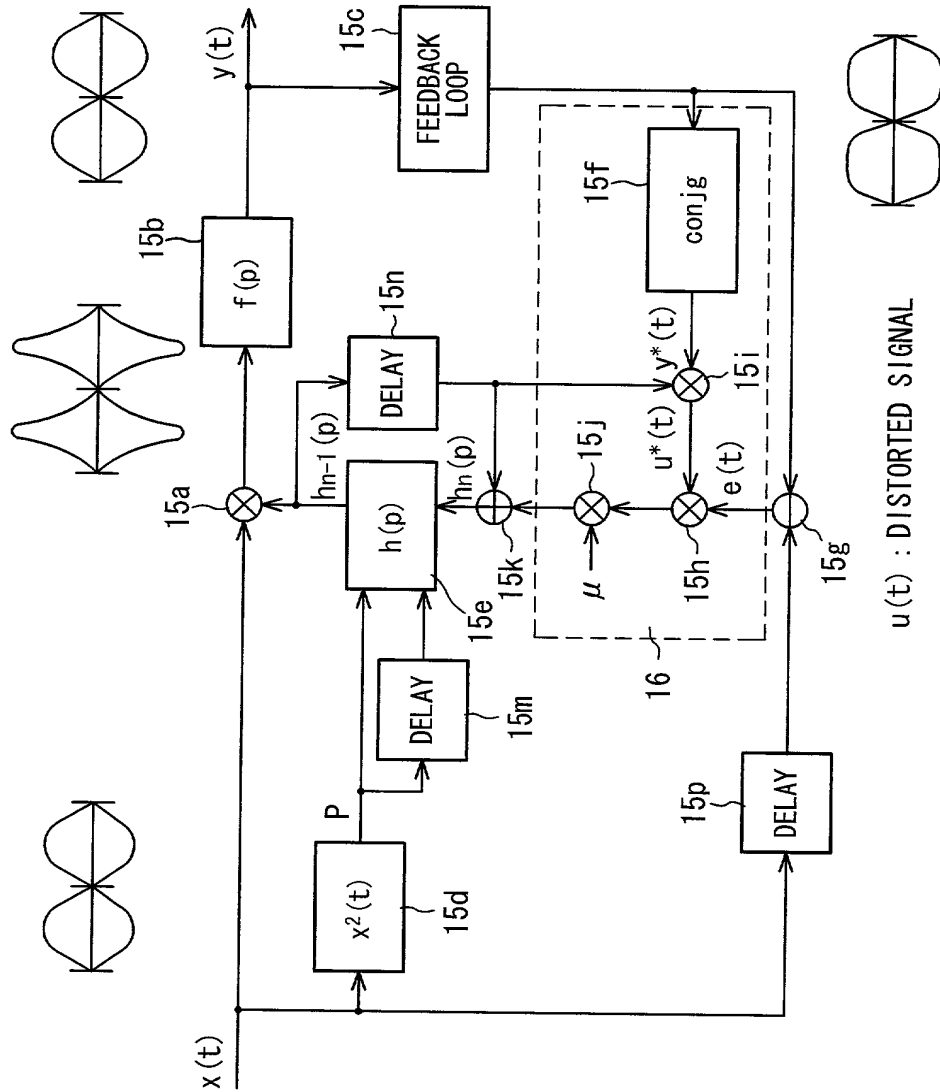 x(t)
15a
15b
f(p)
y(t)
15c
FEEDBACK
LOOP
x²(t)
15d
P
DELAY
15m
h(p)
15e
hn-1(p)
DELAY
15n
hn(p)
15k
μ
15j
15h
u*(t)
15i
y*(t)
conjg
15f
e(t)
16
15g
15p
DELAY
u(t) : DISTORTED SIGNAL